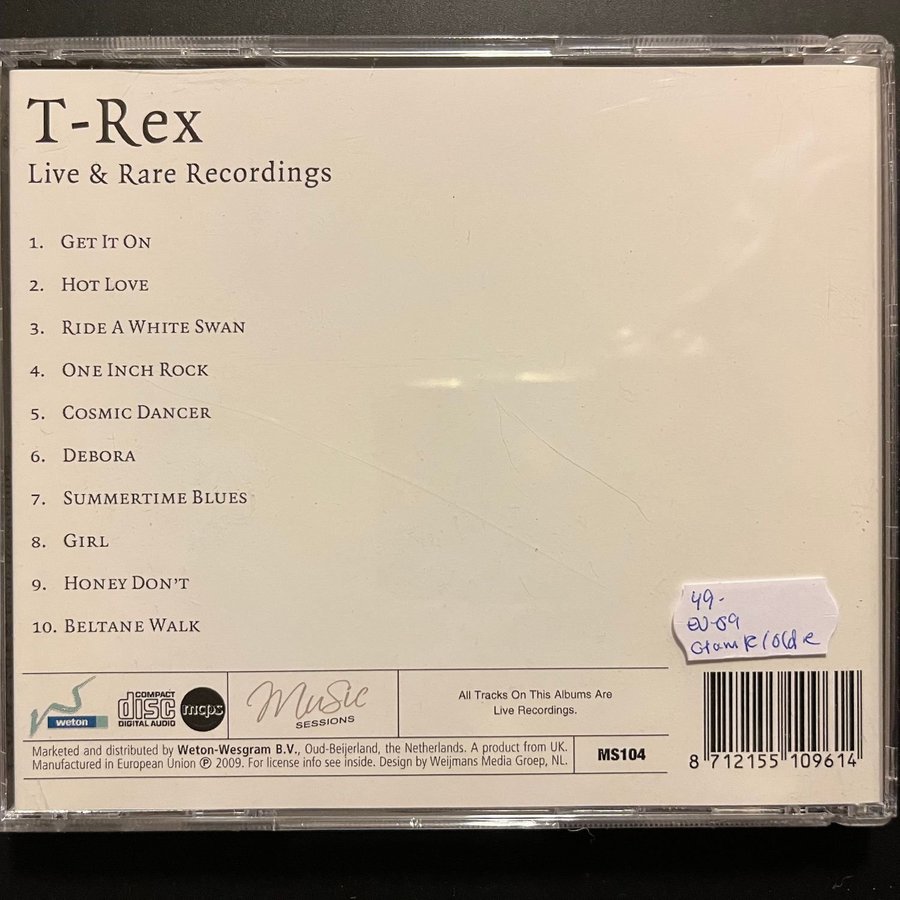 T-Rex
Live & Rare Recordings
1. Get It On
2. Hot Love
3. Ride A White Swan
4. One Inch Rock
5. Cosmic Dancer
6. Debora
7. Summertime Blues
8. Girl
9. Honey Don't
10. Beltane Walk
49-
EU-09
weton
COMPACT
disc
DIGITAL AUDIO
mcps
Music
SESSIONS
All Tracks On This Albums Are
Live Recordings.
Marketed and distributed by Weton-Wesgram B.V., Oud-Beijerland, the Netherlands. A product from UK.
Manufactured in European Union ℗ 2009. For license info see inside. Design by Weijmans Media Groep, NL.
MS104
8 712155 109614